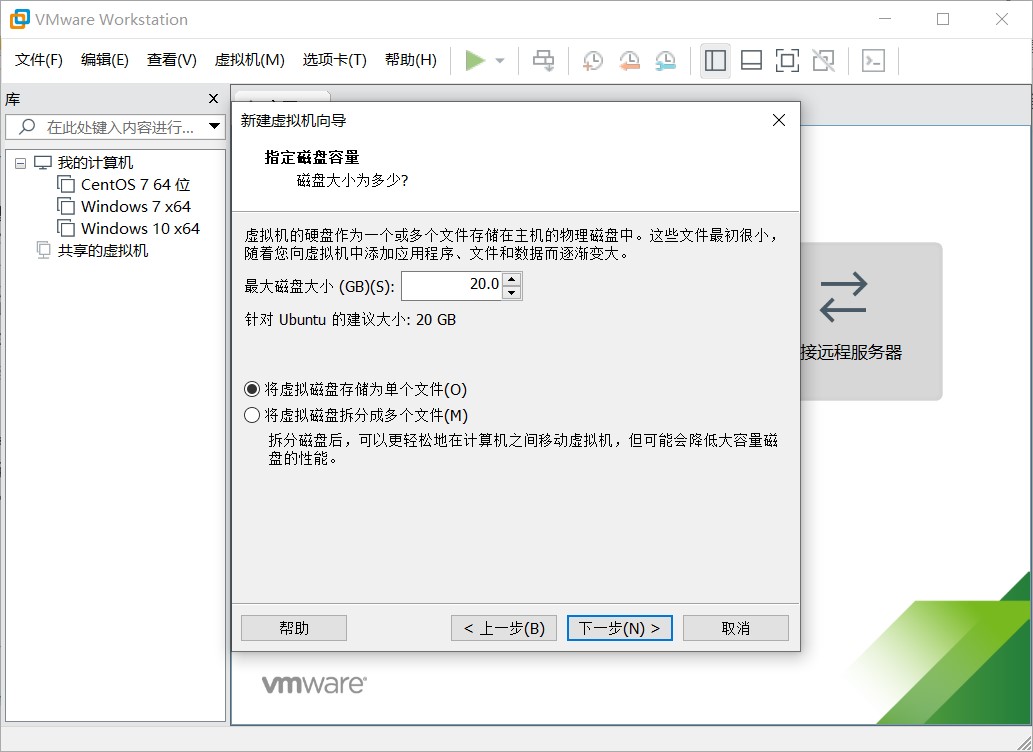 VMware Workstation
文件(F) 编辑(E) 查看(V) 虚拟机(M) 选项卡(T) 帮助(H)
库
在此处键入内容进行...
我的计算机
CentOS 7 64 位
Windows 7 x64
Windows 10 x64
共享的虚拟机
新建虚拟机向导
指定磁盘容量
磁盘大小为多少?
虚拟机的硬盘作为一个或多个文件存储在主机的物理磁盘中。这些文件最初很小，
随着您向虚拟机中添加应用程序、文件和数据而逐渐变大。
最大磁盘大小 (GB)(S): 20.0
针对 Ubuntu 的建议大小: 20 GB
将虚拟磁盘存储为单个文件(O)
将虚拟磁盘拆分成多个文件(M)
拆分磁盘后，可以更轻松地在计算机之间移动虚拟机，但可能会降低大容量磁
盘的性能。
接远程服务器
帮助 < 上一步(B) 下一步(N) > 取消
vmware